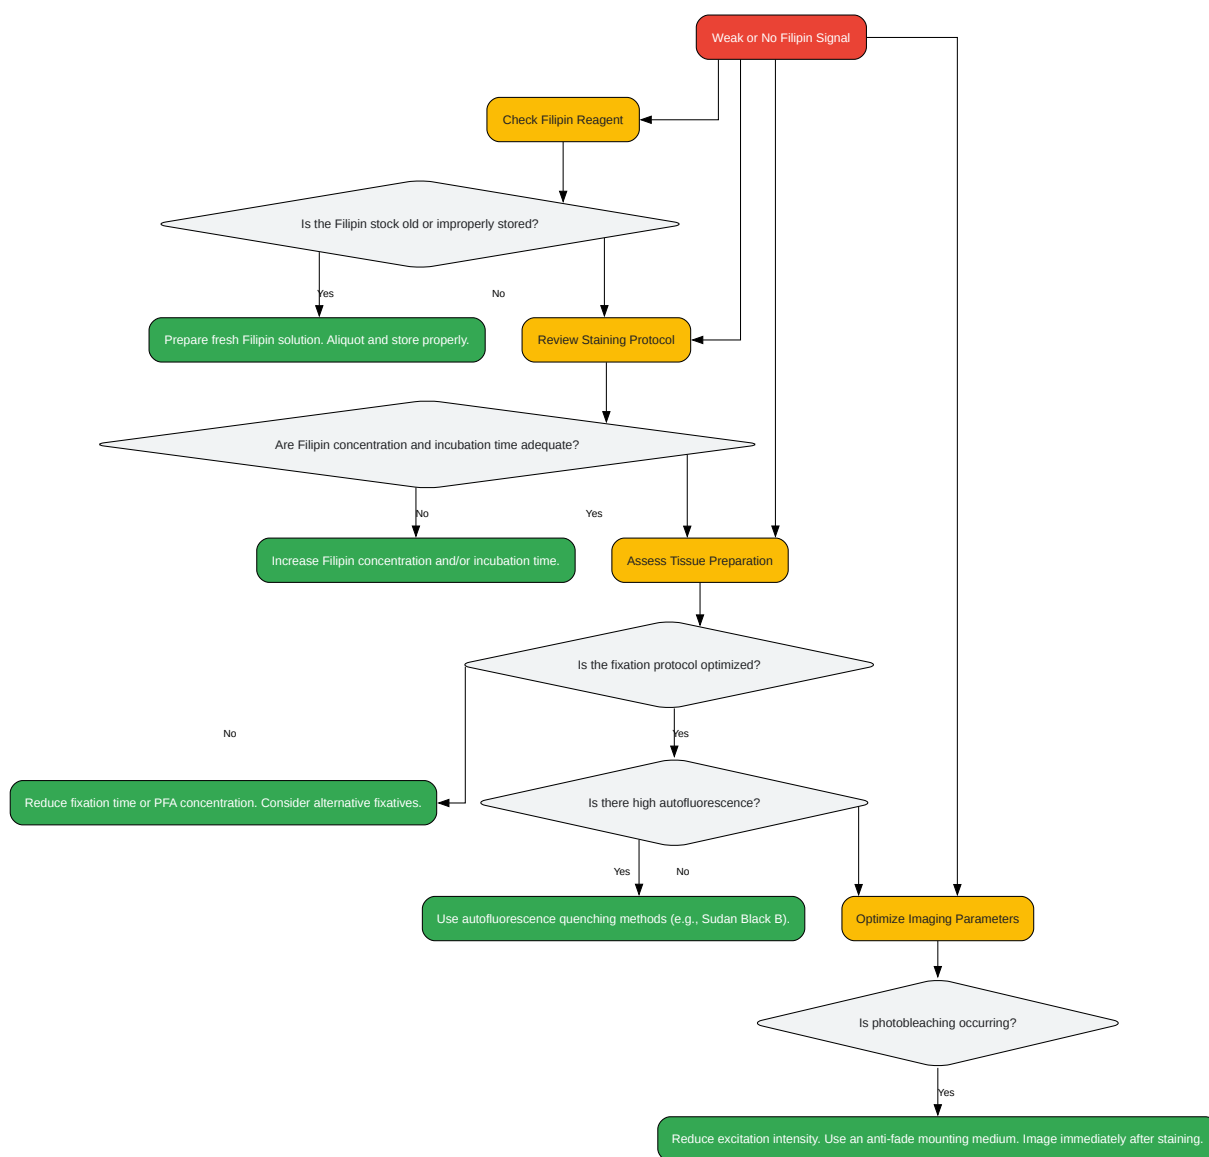 Weak or No Filipin Signal
Check Filipin Reagent
Is the Filipin stock old or improperly stored?
Yes
No
Prepare fresh Filipin solution. Aliquot and store properly.
Review Staining Protocol
Are Filipin concentration and incubation time adequate?
No
Yes
Increase Filipin concentration and/or incubation time.
Assess Tissue Preparation
Is the fixation protocol optimized?
No
Yes
Reduce fixation time or PFA concentration. Consider alternative fixatives.
Is there high autofluorescence?
Yes
No
Use autofluorescence quenching methods (e.g., Sudan Black B).
Optimize Imaging Parameters
Is photobleaching occurring?
Yes
Reduce excitation intensity. Use an anti-fade mounting medium. Image immediately after staining.